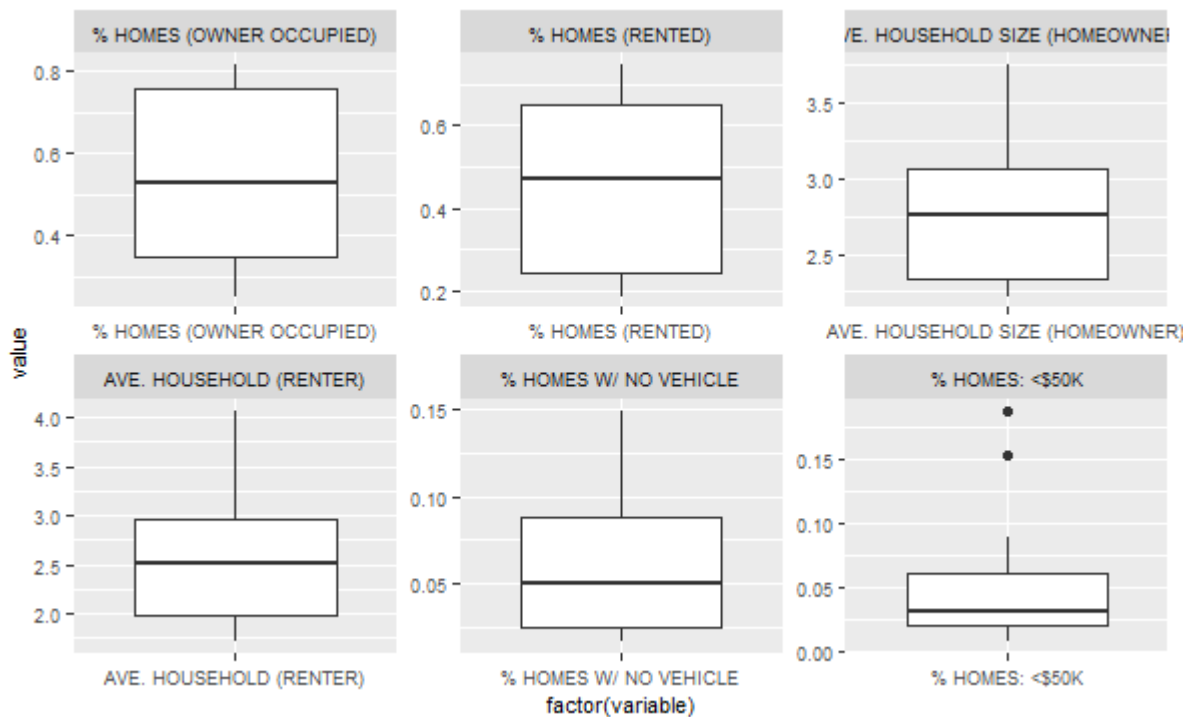 % HOMES (OWNER OCCUPIED)
% HOMES (RENTED)
VE. HOUSEHOLD SIZE (HOMEOWNER
0.8
0.6
0.4
0.6
0.4
0.2
3.5
3.0
2.5
% HOMES (OWNER OCCUPIED)
% HOMES (RENTED)
AVE. HOUSEHOLD SIZE (HOMEOWNER)
value
AVE. HOUSEHOLD (RENTER)
% HOMES W/ NO VEHICLE
% HOMES: <$50K
4.0
3.5
3.0
2.5
2.0
0.15
0.10
0.05
0.15
0.10
0.05
0.00
AVE. HOUSEHOLD (RENTER)
% HOMES W/ NO VEHICLE
% HOMES: <$50K
factor(variable)